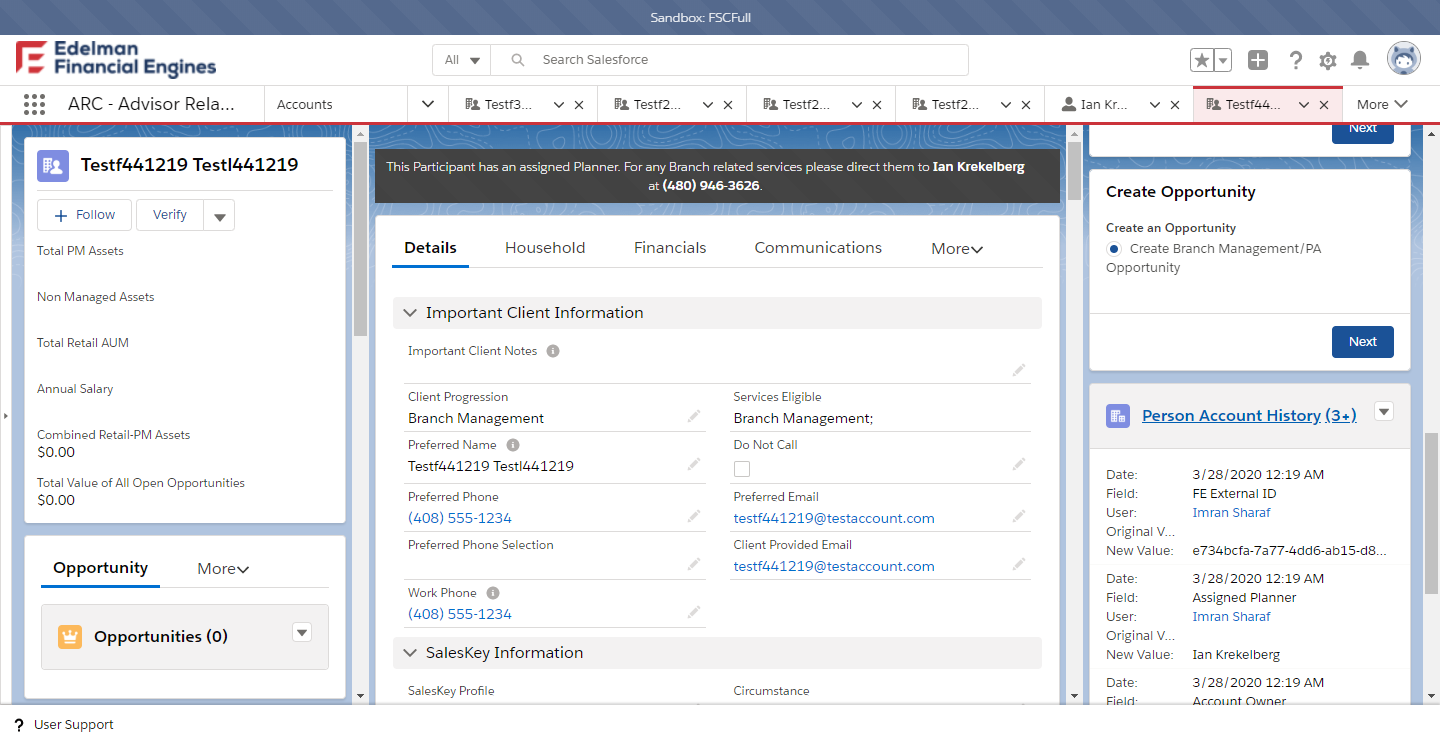 Sandbox: FSCFull
Edelman
Financial Engines
All
Search Salesforce
ARC - Advisor Rela...
Accounts
Testf3...
Testf2...
Testf2...
Testf2...
Ian Kr...
Testf44...
More
Testf441219 Testl441219
Follow
Verify
Total PM Assets
Non Managed Assets
Total Retail AUM
Annual Salary
Combined Retail-PM Assets
$0.00
Total Value of All Open Opportunities
$0.00
Opportunity
More
Opportunities (0)
This Participant has an assigned Planner. For any Branch related services please direct them to Ian Krekelberg
at (480) 946-3626.
Details
Household
Financials
Communications
More
Important Client Information
Important Client Notes
Client Progression
Branch Management
Services Eligible
Branch Management;
Preferred Name
Testf441219 Testl441219
Do Not Call
Preferred Phone
(408) 555-1234
Preferred Email
testf441219@testaccount.com
Preferred Phone Selection
Client Provided Email
testf441219@testaccount.com
Work Phone
(408) 555-1234
SalesKey Information
SalesKey Profile
Circumstance
Next
Create Opportunity
Create an Opportunity
Create Branch Management/PA
Opportunity
Next
Person Account History (3+)
Date: 3/28/2020 12:19 AM
Field: FE External ID
User: Imran Sharaf
Original V...
New Value: e734bcfa-7a77-4dd6-ab15-d8...
Date: 3/28/2020 12:19 AM
Field: Assigned Planner
User: Imran Sharaf
Original V...
New Value: Ian Krekelberg
Date: 3/28/2020 12:19 AM
Field: Account Owner
User Support